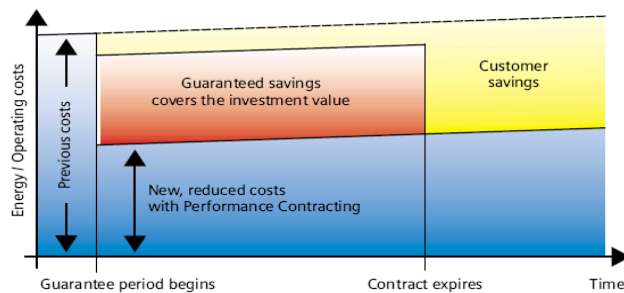 Energy / Operating costs
Previous costs
Guaranteed savings
covers the investment value
Customer
savings
New, reduced costs
with Performance Contracting
Guarantee period begins
Contract expires
Time